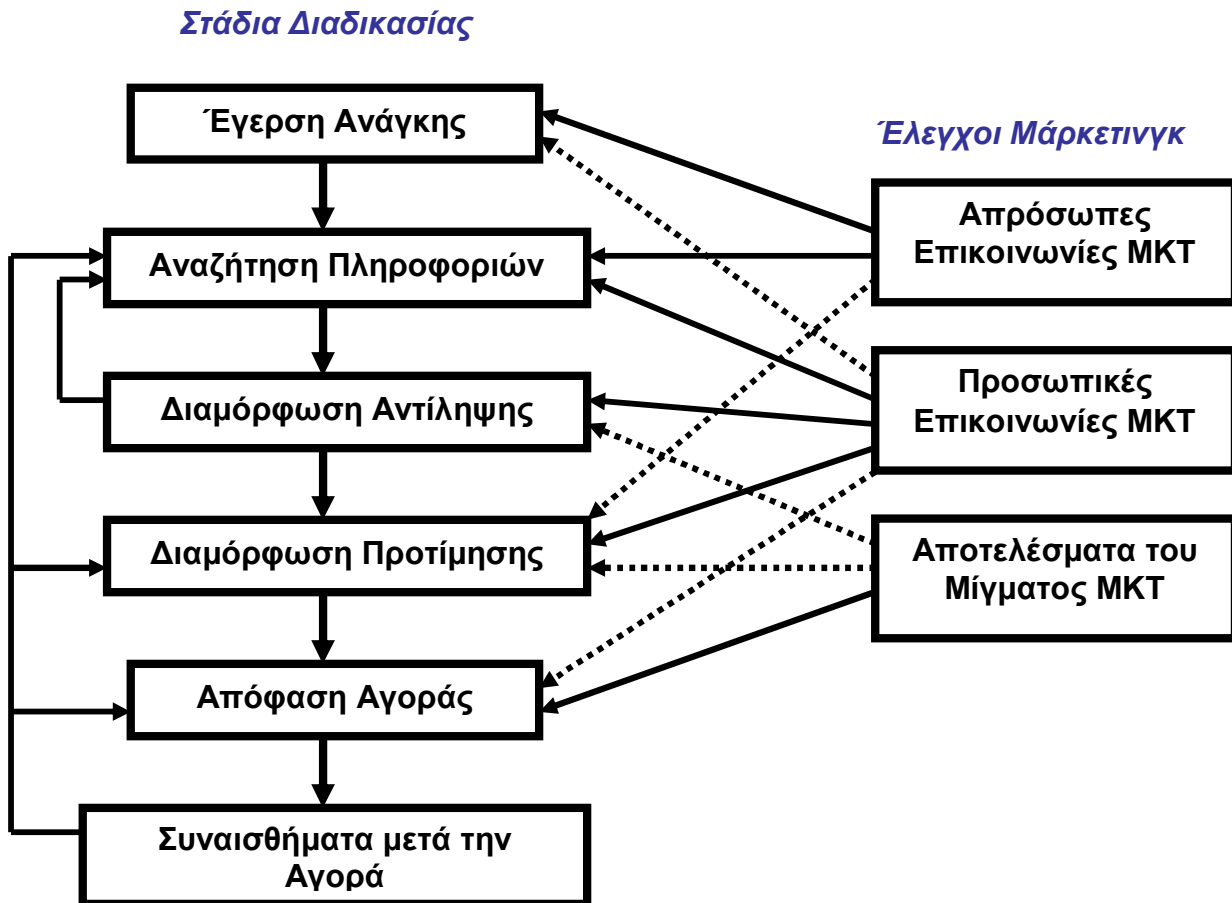 Στάδια Διαδικασίας
Έγερση Ανάγκης
Αναζήτηση Πληροφοριών
Διαμόρφωση Αντίληψης
Διαμόρφωση Προτίμησης
Απόφαση Αγοράς
Συναισθήματα μετά την
Αγορά
Έλεγχοι Μάρκετινγκ
Απρόσωπες
Επικοινωνίες ΜΚΤ
Προσωπικές
Επικοινωνίες ΜΚΤ
Αποτελέσματα του
Μίγματος ΜΚΤ